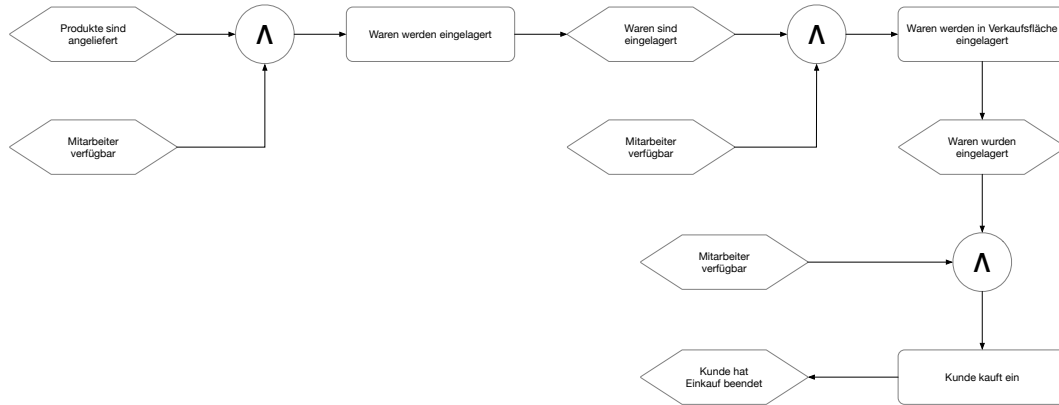 Produkte sind
angeliefert
∧
Waren werden eingelagert
Waren sind
eingelagert
∧
Waren werden in Verkaufsfläche
eingelagert
Mitarbeiter
verfügbar
Mitarbeiter
verfügbar
Waren wurden
eingelagert
Mitarbeiter
verfügbar
∧
Kunde hat
Einkauf beendet
Kunde kauft ein